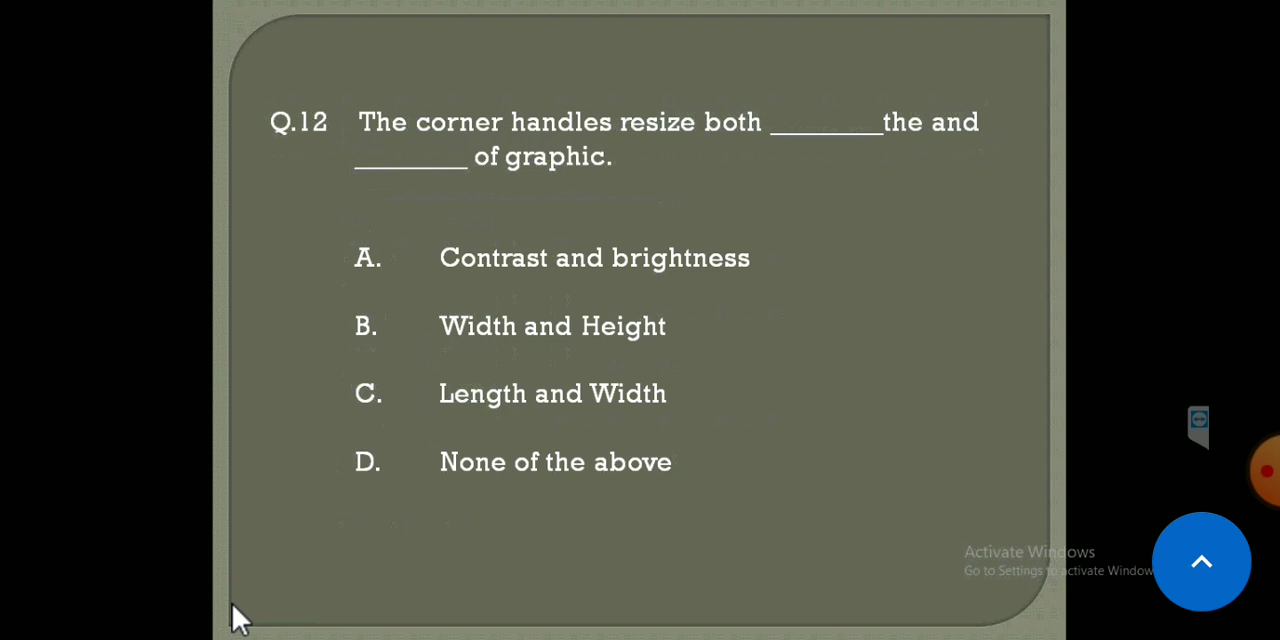 Q.12 The corner handles resize both ________the and
________ of graphic.
A. Contrast and brightness
B. Width and Height
C. Length and Width
D. None of the above
Activate Windows
Go to Settings to activate Window